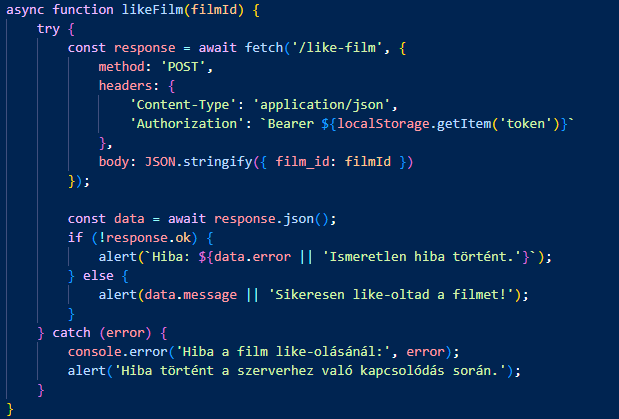 async function likeFilm(filmId) {
    try {
        const response = await fetch('/like-film', {
            method: 'POST',
            headers: {
                'Content-Type': 'application/json',
                'Authorization': `Bearer ${localStorage.getItem('token')}`
            },
            body: JSON.stringify({ film_id: filmId })
        });

        const data = await response.json();
        if (!response.ok) {
            alert(`Hiba: ${data.error || 'Ismeretlen hiba történt.'}`);
        } else {
            alert(data.message || 'Sikeresen like-oltad a filmet!');
        }
    } catch (error) {
        console.error('Hiba a film like-olásánál:', error);
        alert('Hiba történt a szerverhez való kapcsolódás során.');
    }
}